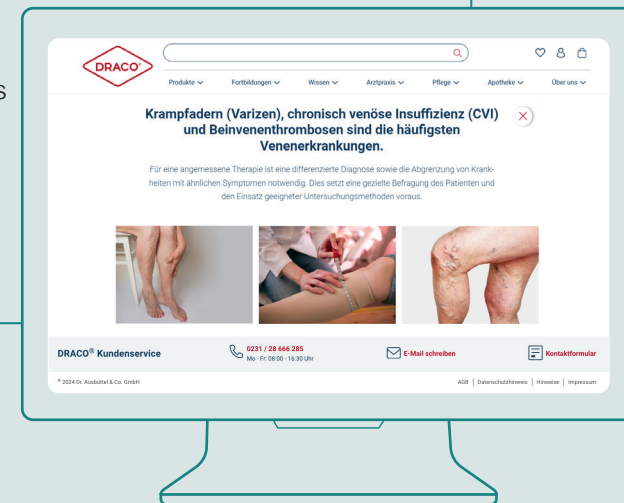 s
DRACO®
Produkte
Fortbildungen
Wissen
Arztpraxis
Pflege
Apotheke
Über uns
Krampfadern (Varizen), chronisch venöse Insuffizienz (CVI)
und Beinvenenthrombosen sind die häufigsten
Venenerkrankungen.
Für eine angemessene Therapie ist eine differenzierte Diagnose sowie die Abgrenzung von Krank-
heiten mit ähnlichen Symptomen notwendig. Dies setzt eine gezielte Befragung des Patienten und
den Einsatz geeigneter Untersuchungsmethoden voraus.
DRACO® Kundenservice
0231 / 28 666 285
Mo - Fr: 08:00 - 16:30 Uhr
E-Mail schreiben
Kontaktformular
® 2024 Dr. Ausbüttel & Co. GmbH
AGB | Datenschutzhinweis | Hinweise | Impressum